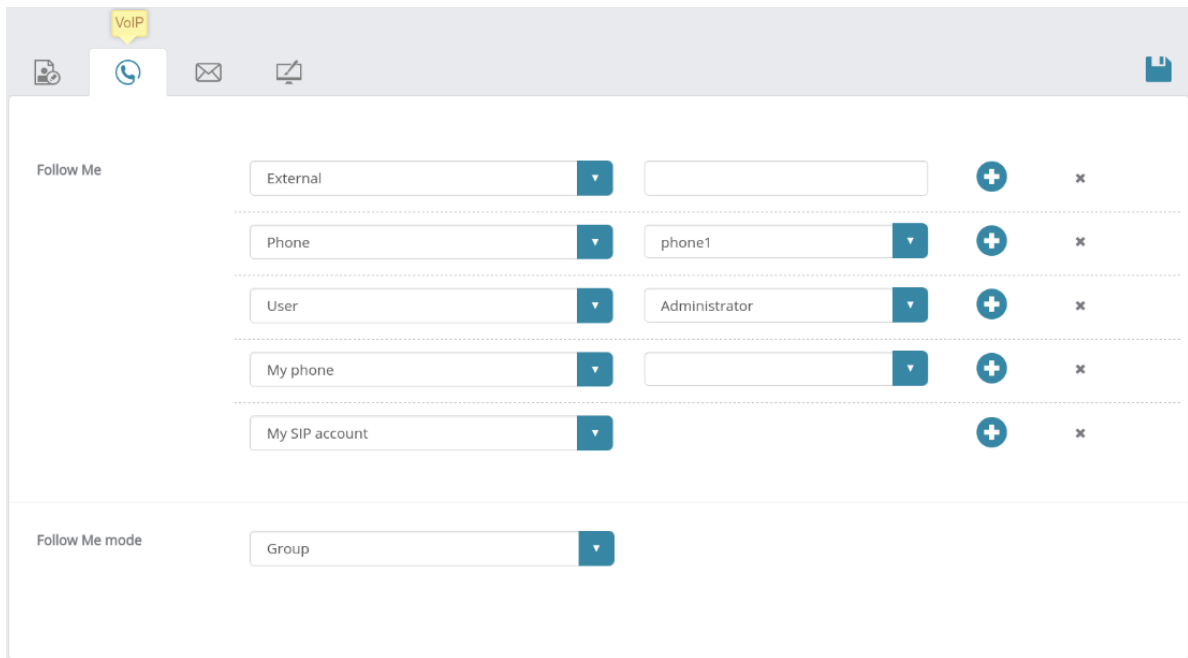 VoIP
Follow Me
External
Phone
phone1
User
Administrator
My phone
My SIP account
Follow Me mode
Group